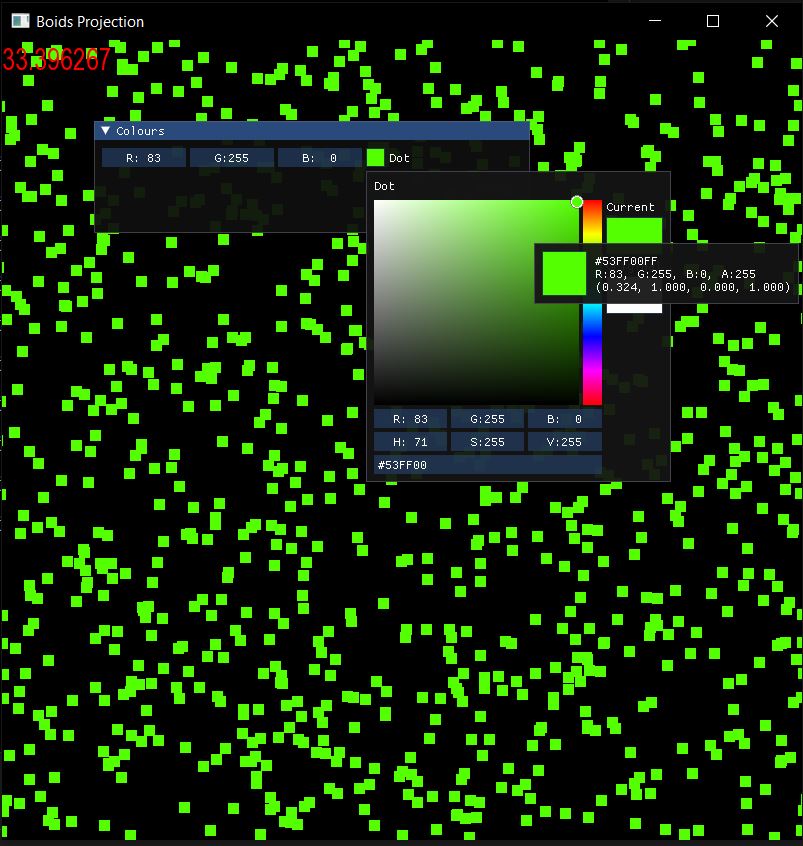 Boids Projection
33.396267
Colours
R: 83 G:255 B: 0 Dot
Dot
Current
#53FF00FF
R:83, G:255, B:0, A:255
(0.324, 1.000, 0.000, 1.000)
R: 83 G:255 B: 0
H: 71 S:255 V:255
#53FF00